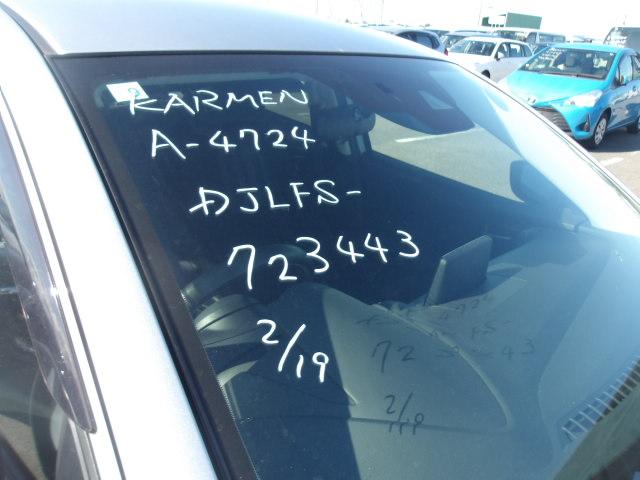 KARMEN
A-4724
DJLFS-
723443
2/19